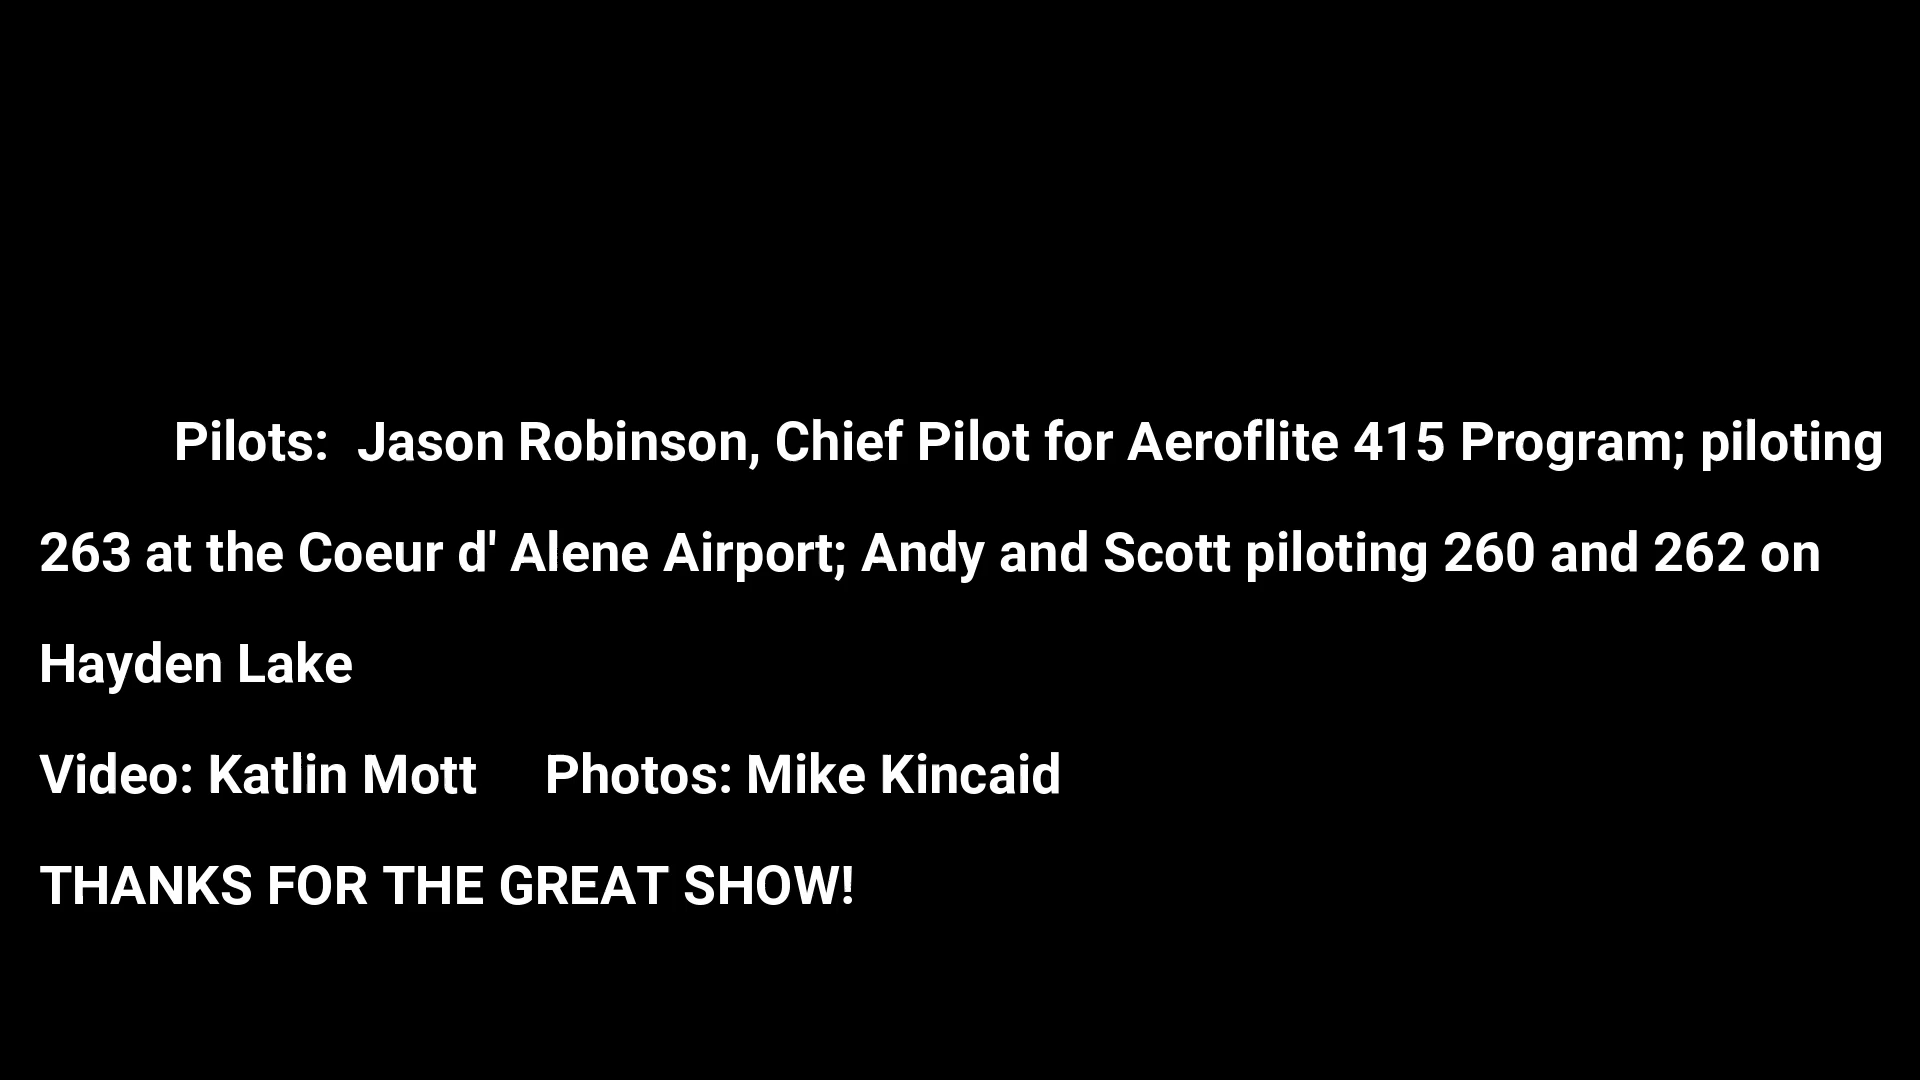 Pilots:  Jason Robinson, Chief Pilot for Aeroflite 415 Program; piloting
263 at the Coeur d' Alene Airport; Andy and Scott piloting 260 and 262 on
Hayden Lake
Video: Katlin Mott     Photos: Mike Kincaid
THANKS FOR THE GREAT SHOW!